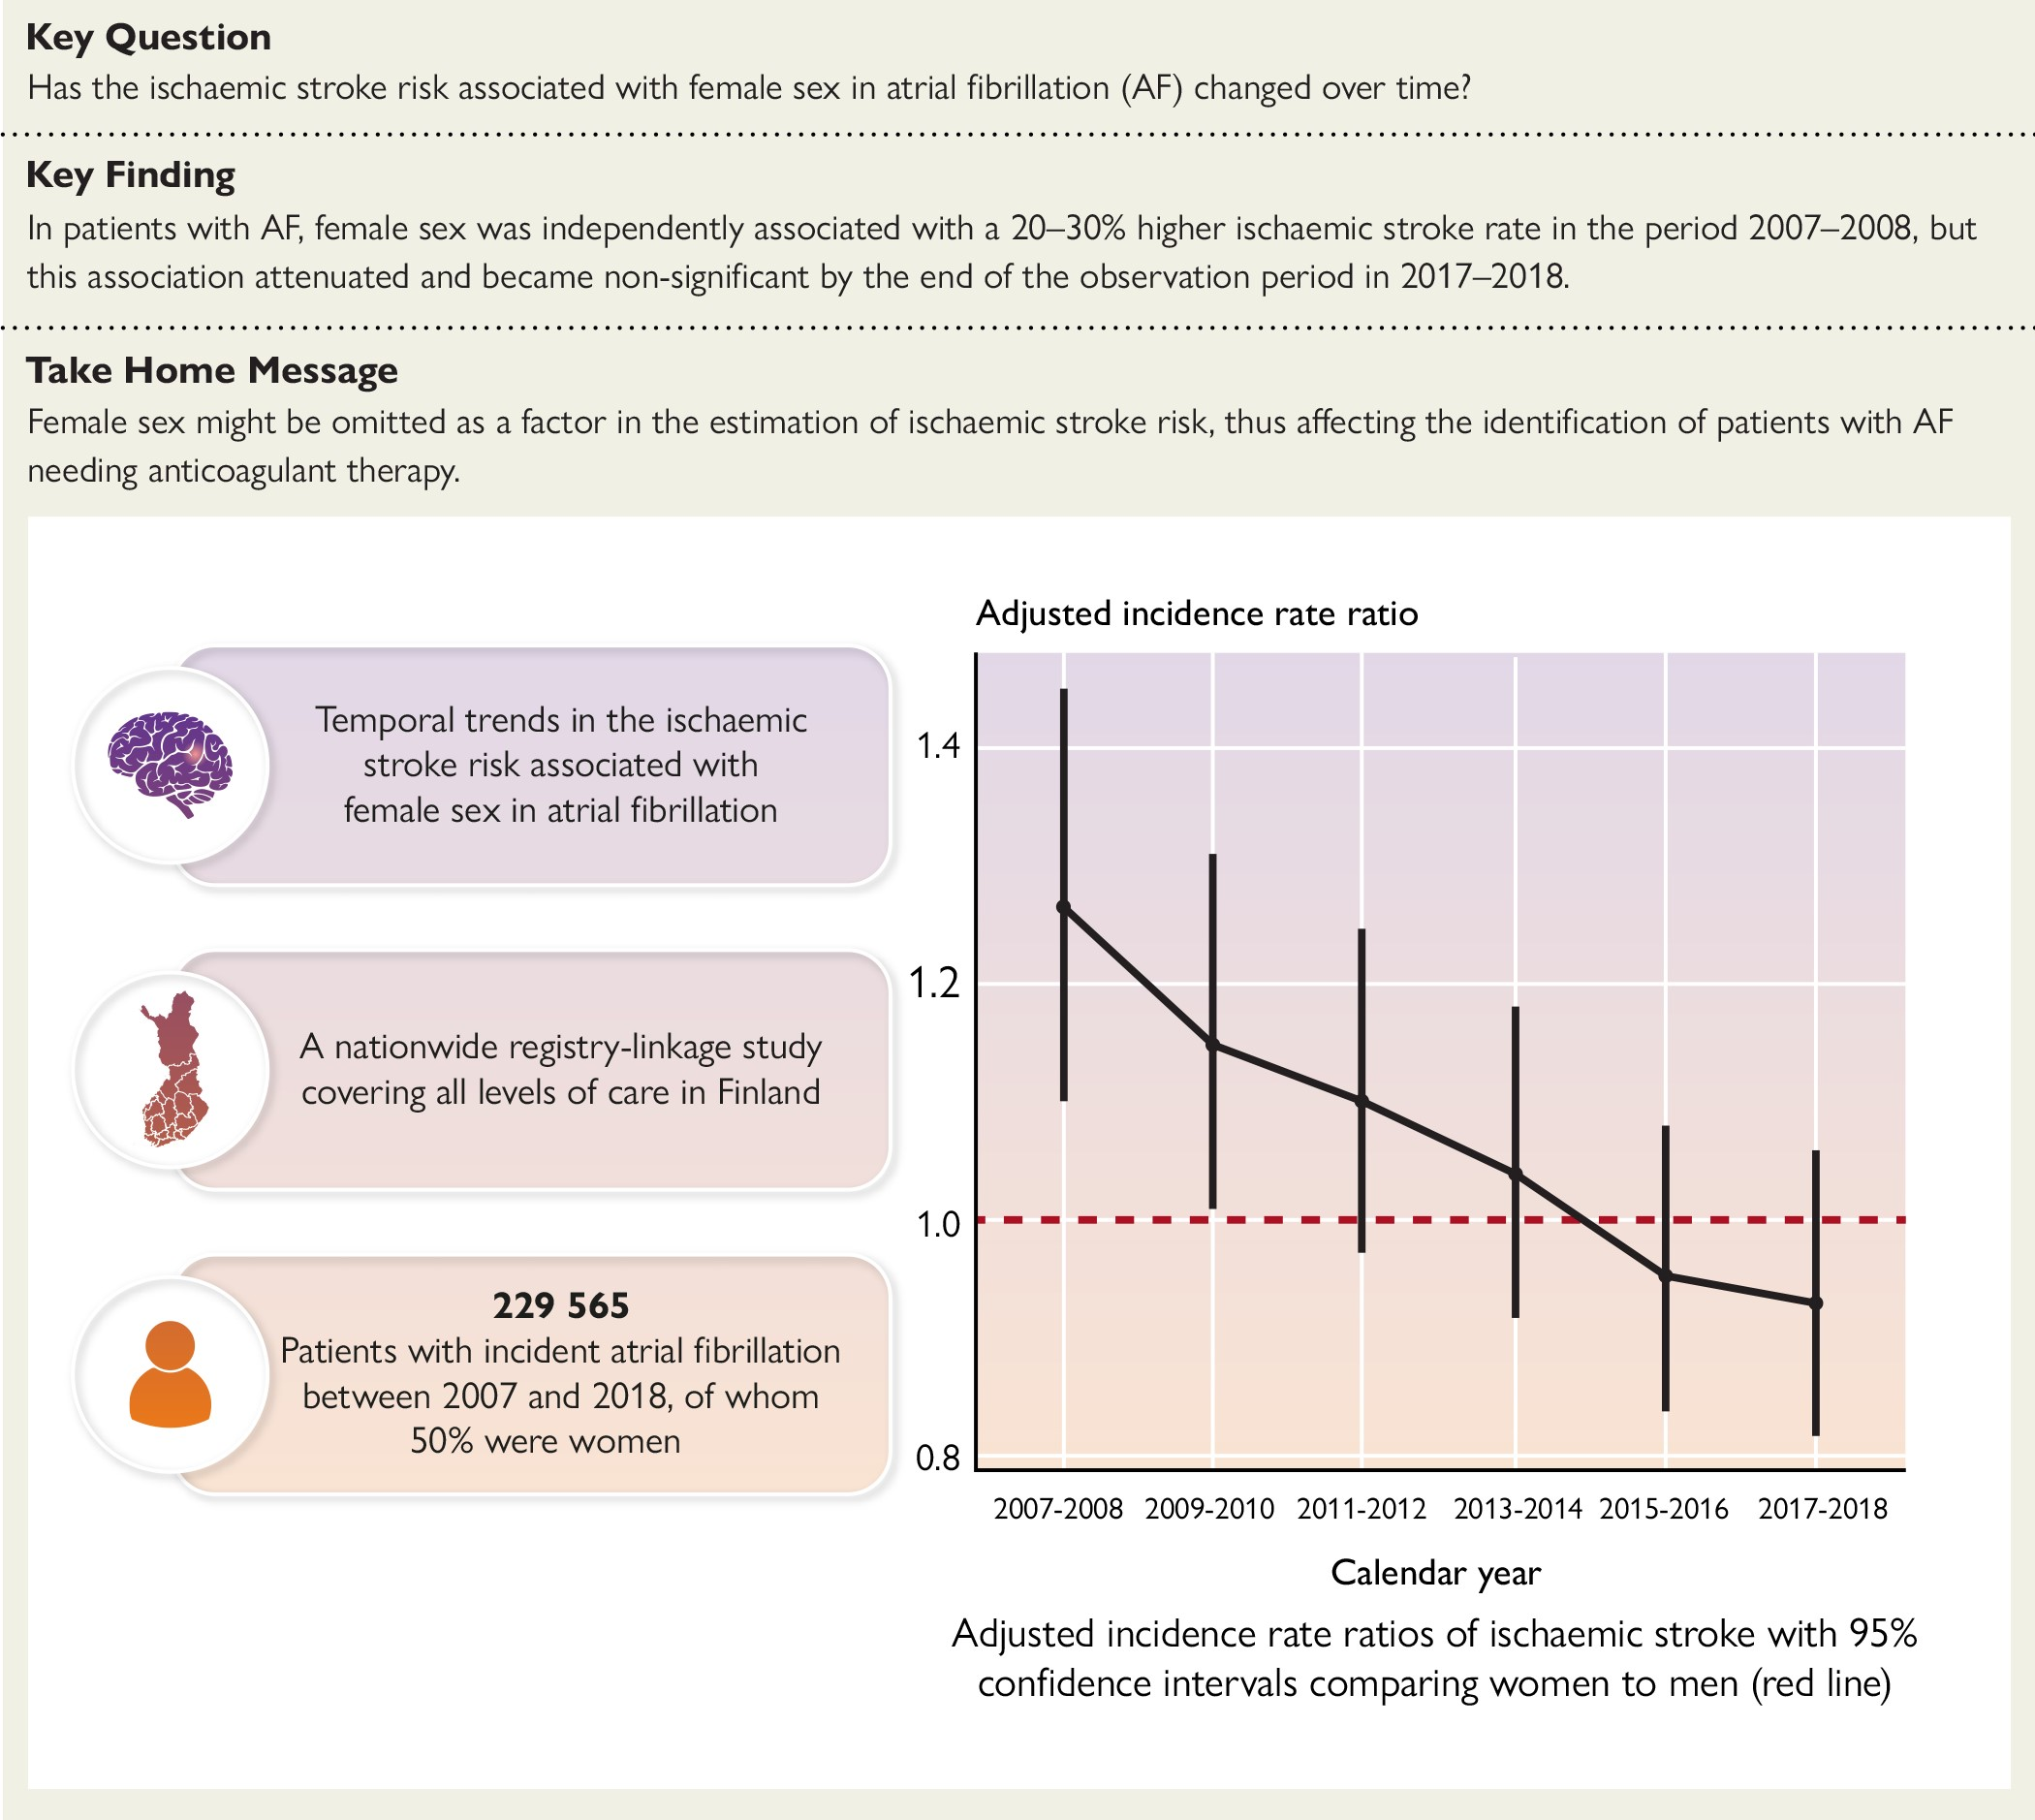 Key Question
Has the ischaemic stroke risk associated with female sex in atrial fibrillation (AF) changed over time?
Key Finding
In patients with AF, female sex was independently associated with a 20–30% higher ischaemic stroke rate in the period 2007–2008, but
this association attenuated and became non-significant by the end of the observation period in 2017–2018.
Take Home Message
Female sex might be omitted as a factor in the estimation of ischaemic stroke risk, thus affecting the identification of patients with AF
needing anticoagulant therapy.
Temporal trends in the ischaemic
stroke risk associated with
female sex in atrial fibrillation
A nationwide registry-linkage study
covering all levels of care in Finland
229 565
Patients with incident atrial fibrillation
between 2007 and 2018, of whom
50% were women
Adjusted incidence rate ratio
1.4
1.2
1.0
0.8
2007-2008 2009-2010 2011-2012 2013-2014 2015-2016 2017-2018
Calendar year
Adjusted incidence rate ratios of ischaemic stroke with 95%
confidence intervals comparing women to men (red line)